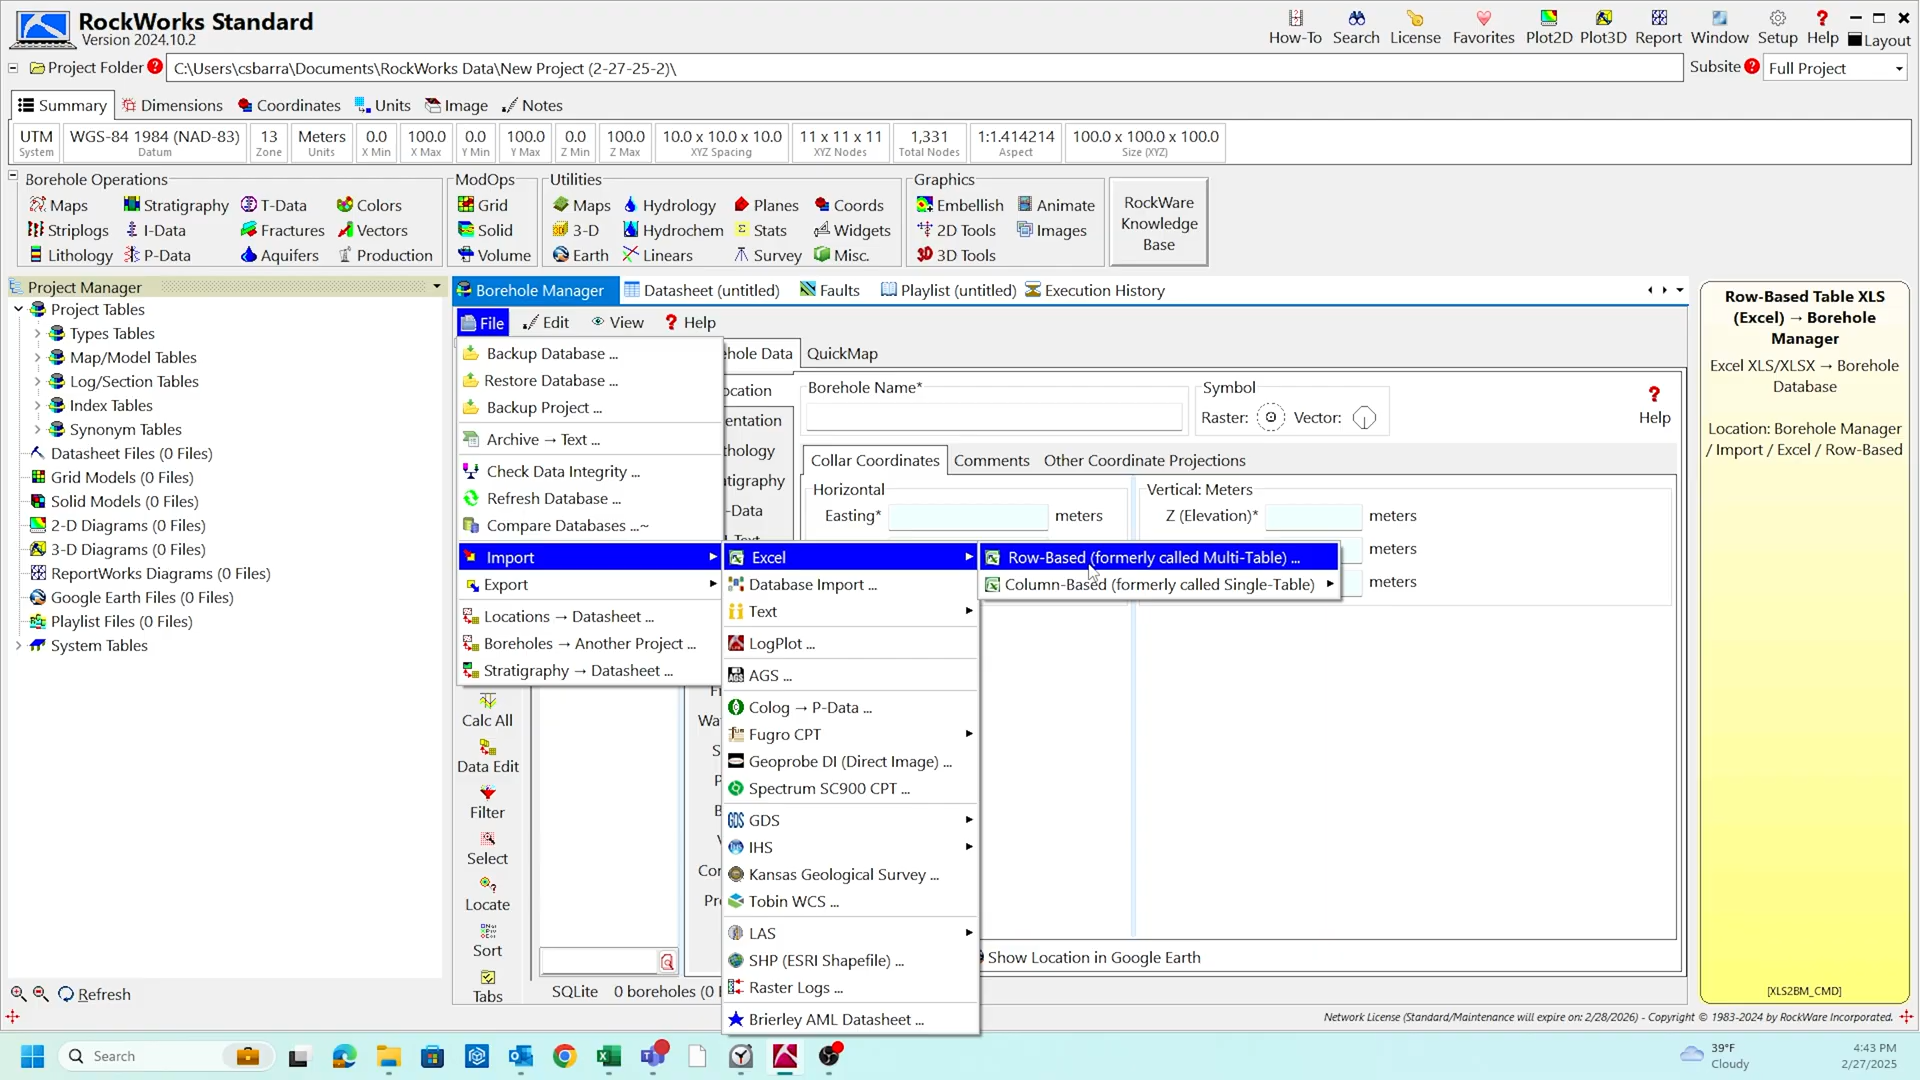 RockWorks Standard
Version 2024.10.2
How-To Search License Favorites Plot2D Plot3D Report Window Setup Help Layout
Project Folder C:\Users\csbarra\Documents\RockWorks Data\New Project (2-27-25-2)\ Subsite Full Project
Summary Dimensions Coordinates Units Image Notes
UTM WGS-84 1984 (NAD-83) 13 Meters 0.0 100.0 0.0 100.0 0.0 100.0 10.0 x 10.0 x 10.0 11 x 11 x 11 1,331 1:1.414214 100.0 x 100.0 x 100.0
System Datum Zone Units X Min X Max Y Min Y Max Z Min Z Max XYZ Spacing XYZ Nodes Total Nodes Aspect Size (XYZ)
Borehole Operations ModOps Utilities Graphics
Maps Stratigraphy T-Data Colors Grid Maps Hydrology Planes Coords Embellish Animate
Striplogs I-Data Fractures Vectors Solid 3-D Hydrochem Stats Widgets 2D Tools Images
Lithology P-Data Aquifers Production Volume Earth Linears Survey Misc. 3D Tools
RockWare
Knowledge
Base
Project Manager
Project Tables
Types Tables
Map/Model Tables
Log/Section Tables
Index Tables
Synonym Tables
Datasheet Files (0 Files)
Grid Models (0 Files)
Solid Models (0 Files)
2-D Diagrams (0 Files)
3-D Diagrams (0 Files)
ReportWorks Diagrams (0 Files)
Google Earth Files (0 Files)
Playlist Files (0 Files)
System Tables
Refresh
Borehole Manager Datasheet (untitled) Faults Playlist (untitled) Execution History
File Edit View Help
Backup Database ...
Restore Database ...
Backup Project ...
Archive → Text ...
Check Data Integrity ...
Refresh Database ...
Compare Databases ...~
Import
Export
Locations → Datasheet ...
Boreholes → Another Project ...
Stratigraphy → Datasheet ...
Calc All
Data Edit
Filter
Select
Locate
Sort
Tabs
hole Data QuickMap
ocation
entation
hology
tigraphy
-Data
Text
F
Wa
S
P
B
V
Cor
Pr
Borehole Name*
Symbol
Raster: Vector:
Help
Collar Coordinates Comments Other Coordinate Projections
Horizontal
Easting* meters
Vertical: Meters
Z (Elevation)* meters
meters
meters
Excel
Database Import ...
Text
LogPlot ...
AGS ...
Colog → P-Data ...
Fugro CPT
Geoprobe DI (Direct Image) ...
Spectrum SC900 CPT ...
GDS
IHS
Kansas Geological Survey ...
Tobin WCS ...
LAS
SHP (ESRI Shapefile) ...
Raster Logs ...
Brierley AML Datasheet ...
Row-Based (formerly called Multi-Table) ...
Column-Based (formerly called Single-Table)
Show Location in Google Earth
SQLite 0 boreholes (0
Row-Based Table XLS
(Excel) → Borehole
Manager
Excel XLS/XLSX → Borehole
Database
Location: Borehole Manager
/ Import / Excel / Row-Based
[XLS2BM_CMD]
Network License (Standard/Maintenance will expire on: 2/28/2026) - Copyright © 1983-2024 by RockWare Incorporated.
Search
39°F
Cloudy
4:43 PM
2/27/2025